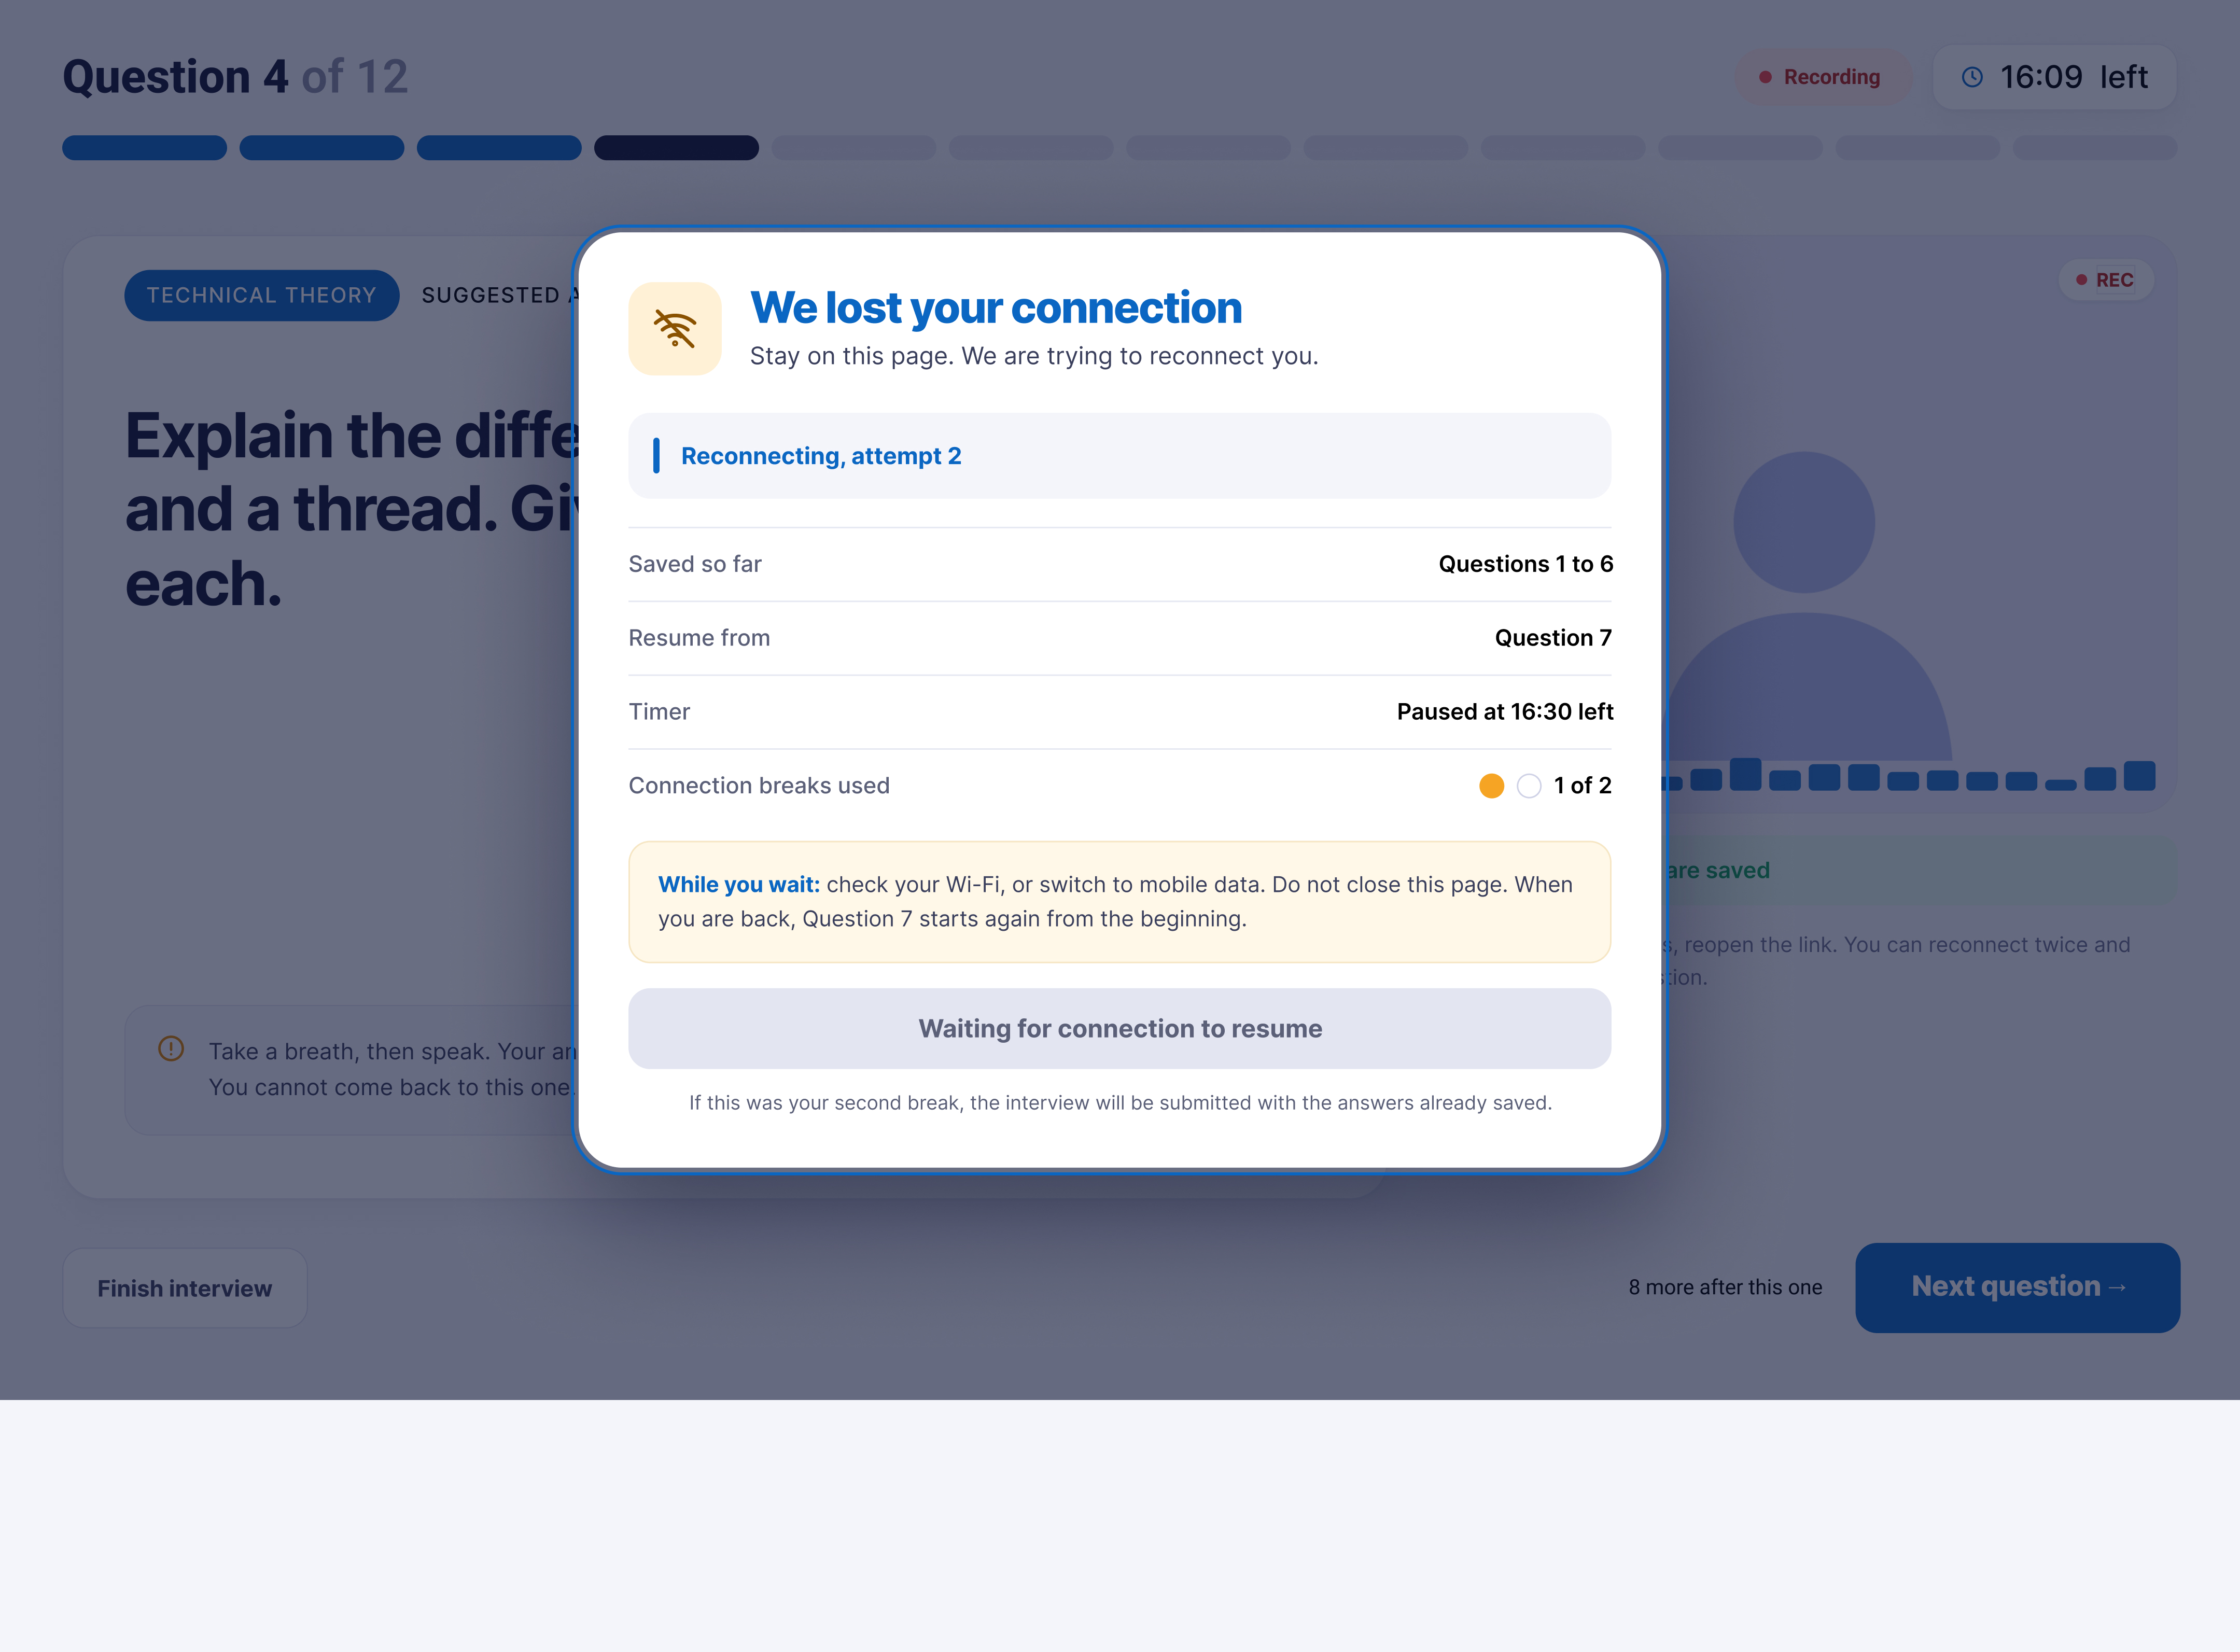 Question 4 of 12
Recording
16:09 left
TECHNICAL THEORY
SUGGESTED
REC
Explain the diffe
and a thread. Giv
each.
We lost your connection
Stay on this page. We are trying to reconnect you.
Reconnecting, attempt 2
Saved so far
Questions 1 to 6
Resume from
Question 7
Timer
Paused at 16:30 left
Connection breaks used
1 of 2
While you wait: check your Wi-Fi, or switch to mobile data. Do not close this page. When
you are back, Question 7 starts again from the beginning.
Waiting for connection to resume
If this was your second break, the interview will be submitted with the answers already saved.
are saved
s, reopen the link. You can reconnect twice and
stion.
Take a breath, then speak. Your an
You cannot come back to this one.
Finish interview
8 more after this one
Next question →